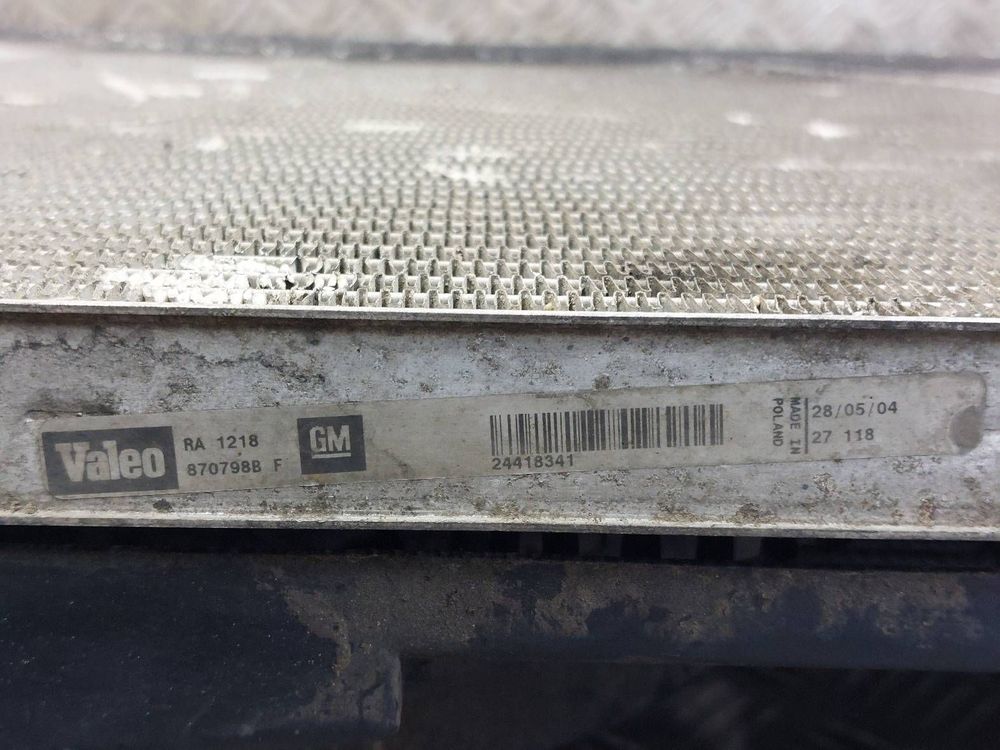 Valeo
RA 1218
870798B F
GM
24418341
MADE IN
POLAND
28/05/04
27 118